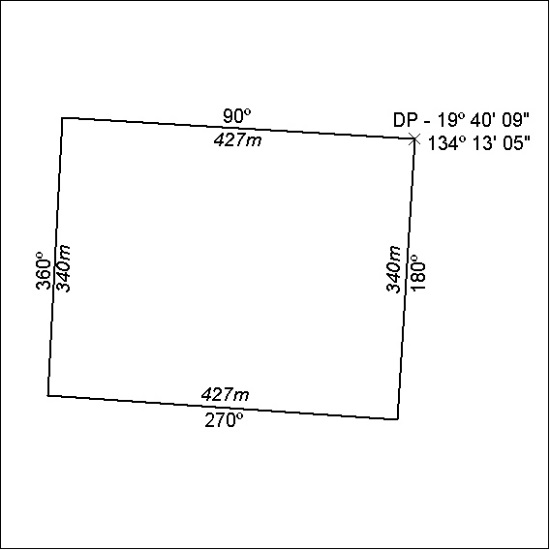 90º
427m
DP - 19º 40' 09"
134º 13' 05"
360º
340m
340m
180º
427m
270º